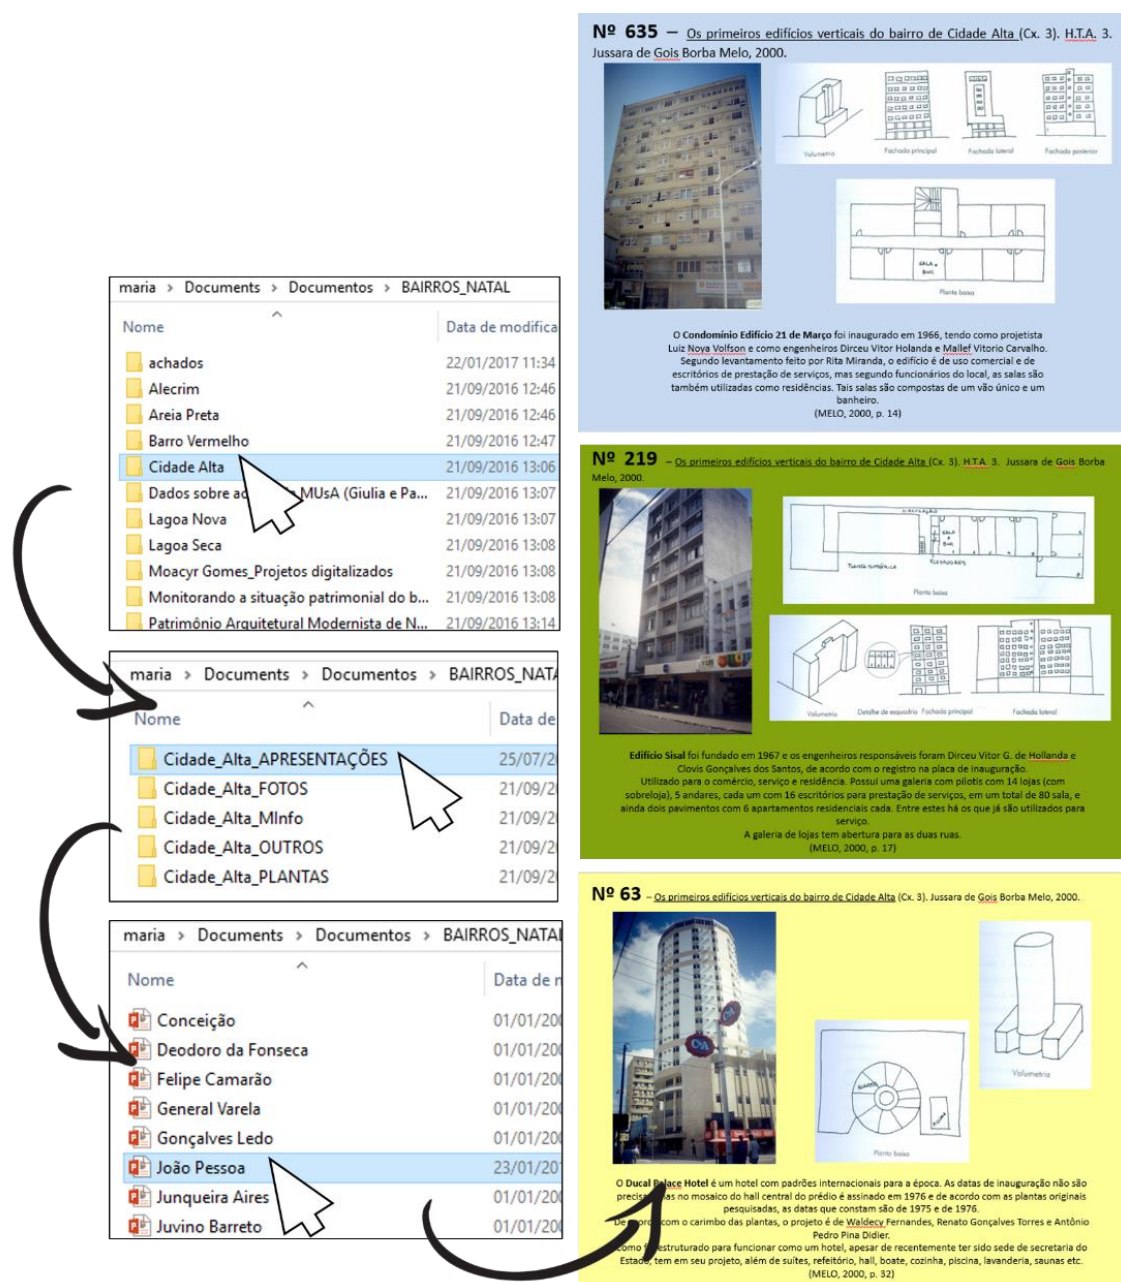 maria > Documents > Documentos > BAIRROS_NATAL
Nome
Data de modifica
achados
22/01/2017 11:34
Alecrim
21/09/2016 12:46
Areia Preta
21/09/2016 12:46
Barro Vermelho
21/09/2016 12:47
Cidade Alta
21/09/2016 13:06
Dados sobre ac MUsA (Giulia e Pa...
21/09/2016 13:07
Lagoa Nova
21/09/2016 13:07
Lagoa Seca
21/09/2016 13:08
Moacyr Gomes_Projetos digitalizados
21/09/2016 13:08
Monitorando a situação patrimonial do b...
21/09/2016 13:08
Patrimônio Arquitetural Modernista de N...
21/09/2016 13:14
maria > Documents > Documentos > BAIRROS_NATA
Nome
Data de
Cidade_Alta_APRESENTAÇÕES
25/07/2
Cidade_Alta_FOTOS
21/09/2
Cidade_Alta_MInfo
21/09/2
Cidade_Alta_OUTROS
21/09/2
Cidade_Alta_PLANTAS
21/09/2
maria > Documents > Documentos > BAIRROS_NATAL
Nome
Data de
Conceição
01/01/200
Deodoro da Fonseca
01/01/200
Felipe Camarão
01/01/200
General Varela
01/01/200
Gonçalves Ledo
01/01/200
João Pessoa
23/01/201
Junqueira Aires
01/01/200
Juvino Barreto
01/01/200
Nº 635 – Os primeiros edifícios verticais do bairro de Cidade Alta (Cx. 3). H.T.A. 3.
Jussara de Gois Borba Melo, 2000.
Volumetria
Fachada principal
Fachada lateral
Fachada posterior
SALA
BWC
Planta baixa
O Condomínio Edifício 21 de Março foi inaugurado em 1966, tendo como projetista
Luiz Noya Volfson e como engenheiros Dirceu Vitor Holanda e Mallef Vitorio Carvalho.
Segundo levantamento feito por Rita Miranda, o edifício é de uso comercial e de
escritórios de prestação de serviços, mas segundo funcionários do local, as salas são
também utilizadas como residências. Tais salas são compostas de um vão único e um
banheiro.
(MELO, 2000, p. 14)
Nº 219 – Os primeiros edifícios verticais do bairro de Cidade Alta (Cx. 3). H.T.A. 3. Jussara de Gois Borba
Melo, 2000.
CIRCULAÇÃO
SALA
BWC
ELEVADORES
Planta baixa
Volumetria
Detalhe de esquadria
Fachada principal
Fachada lateral
Edifício Sisal foi fundado em 1967 e os engenheiros responsáveis foram Dirceu Vitor G. de Hollanda e
Clovis Gonçalves dos Santos, de acordo com o registro na placa de inauguração.
Utilizado para o comércio, serviço e residência. Possui uma galeria com pilotis com 14 lojas (com
sobreloja), 5 andares, cada um com 16 escritórios para prestação de serviços, em um total de 80 sala, e
ainda dois pavimentos com 6 apartamentos residenciais cada. Entre estes há os que já são utilizados para
serviço.
A galeria de lojas tem abertura para as duas ruas.
(MELO, 2000, p. 17)
Nº 63 – Os primeiros edifícios verticais do bairro de Cidade Alta (Cx. 3). Jussara de Gois Borba Melo, 2000.
C&A
C&A
Volumetria
Planta baixa
O Ducal Palace Hotel é um hotel com padrões internacionais para a época. As datas de inauguração não são
precisas, mas no mosaico do hall central do prédio é assinado em 1976 e de acordo com as plantas originais
pesquisadas, as datas que constam são de 1975 e de 1976.
De acordo com o carimbo das plantas, o projeto é de Waldecy Fernandes, Renato Gonçalves Torres e Antônio
Pedro Pina Didier.
Como foi estruturado para funcionar como um hotel, apesar de recentemente ter sido sede de secretaria do
Estado, tem em seu projeto, além de suítes, refeitório, hall, boate, cozinha, piscina, lavanderia, saunas etc.
(MELO, 2000, p. 32)